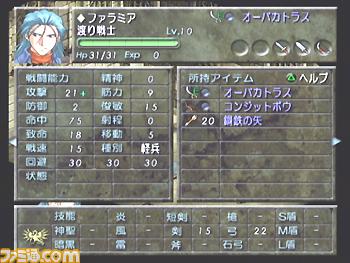 ◆ファラミア◆
渡り戦士 Lv.10
Hp31/31 Exp 0
オーバカトラス
戦闘能力 精神 0
攻撃 21+ 筋力 9
防御 2 俊敏 15
命中 75 射程 0
致命 18 移動 5
戦速 15 種別 軽兵
回避 30 30 30
状態
所持アイテム △ヘルプ
オーバカトラス
コンジットボウ
20 鋼鉄の矢
技能 炎 - 短剣 - 槍 - S盾 -
神聖 - 風 - 剣 15 弓 22 M盾 -
暗黒 - 雷 - 斧 - 石弓 - L盾 -
ファミ通.com